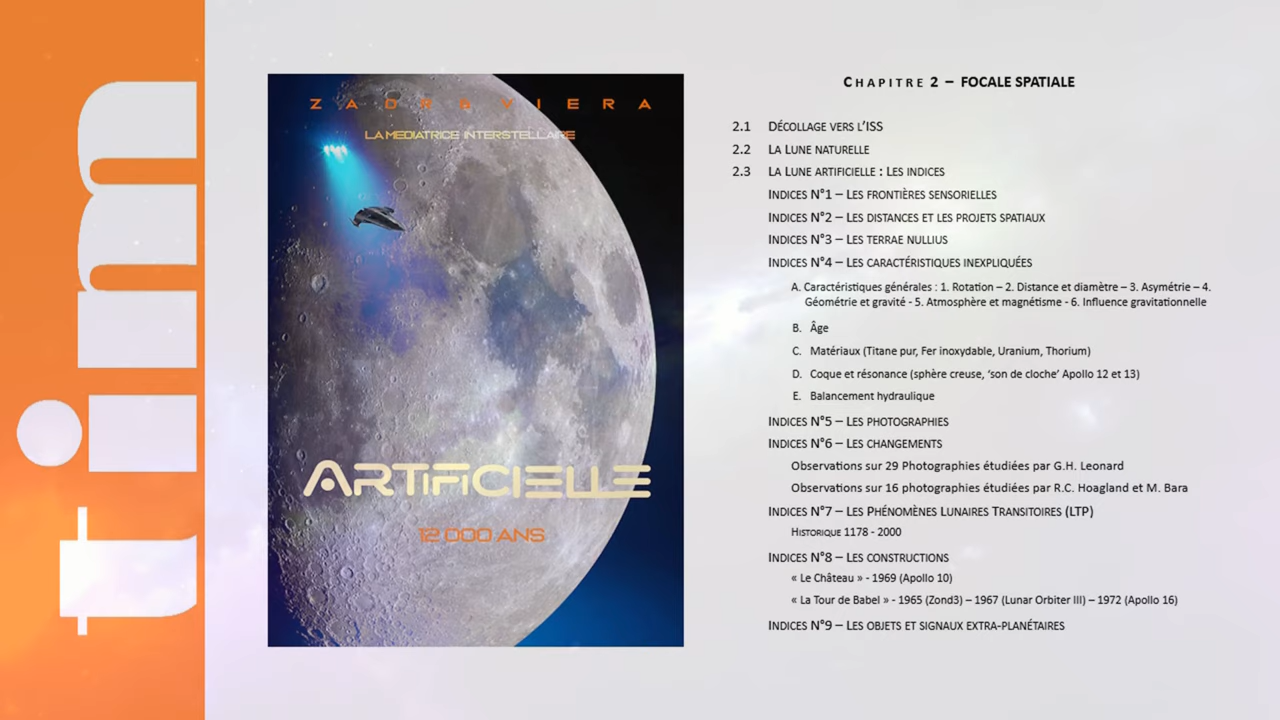 tim
ZAORA VIERA
LA MEDIATRICE INTERSTELLAIRE
ARTIFICIELLE
12 000 ANS
CHAPITRE 2 – FOCALE SPATIALE
2.1 DÉCOLLAGE VERS L'ISS
2.2 LA LUNE NATURELLE
2.3 LA LUNE ARTIFICIELLE : LES INDICES
INDICES N°1 – LES FRONTIÈRES SENSORIELLES
INDICES N°2 – LES DISTANCES ET LES PROJETS SPATIAUX
INDICES N°3 – LES TERRAE NULLIUS
INDICES N°4 – LES CARACTÉRISTIQUES INEXPLIQUÉES
A. Caractéristiques générales : 1. Rotation – 2. Distance et diamètre – 3. Asymétrie – 4.
Géométrie et gravité - 5. Atmosphère et magnétisme - 6. Influence gravitationnelle
B. Âge
C. Matériaux (Titane pur, Fer inoxydable, Uranium, Thorium)
D. Coque et résonance (sphère creuse, 'son de cloche' Apollo 12 et 13)
E. Balancement hydraulique
INDICES N°5 – LES PHOTOGRAPHIES
INDICES N°6 – LES CHANGEMENTS
Observations sur 29 Photographies étudiées par G.H. Leonard
Observations sur 16 photographies étudiées par R.C. Hoagland et M. Bara
INDICES N°7 – LES PHÉNOMÈNES LUNAIRES TRANSITOIRES (LTP)
HISTORIQUE 1178 - 2000
INDICES N°8 – LES CONSTRUCTIONS
« Le Château » - 1969 (Apollo 10)
« La Tour de Babel » - 1965 (Zond3) – 1967 (Lunar Orbiter III) – 1972 (Apollo 16)
INDICES N°9 – LES OBJETS ET SIGNAUX EXTRA-PLANÉTAIRES